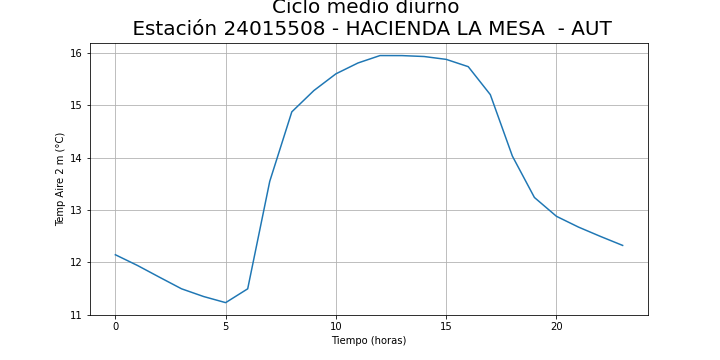 Ciclo medio diurno
Estación 24015508 - HACIENDA LA MESA  - AUT
16
15
14
13
12
11
Temp Aire 2 m (°C)
0
5
10
15
20
Tiempo (horas)